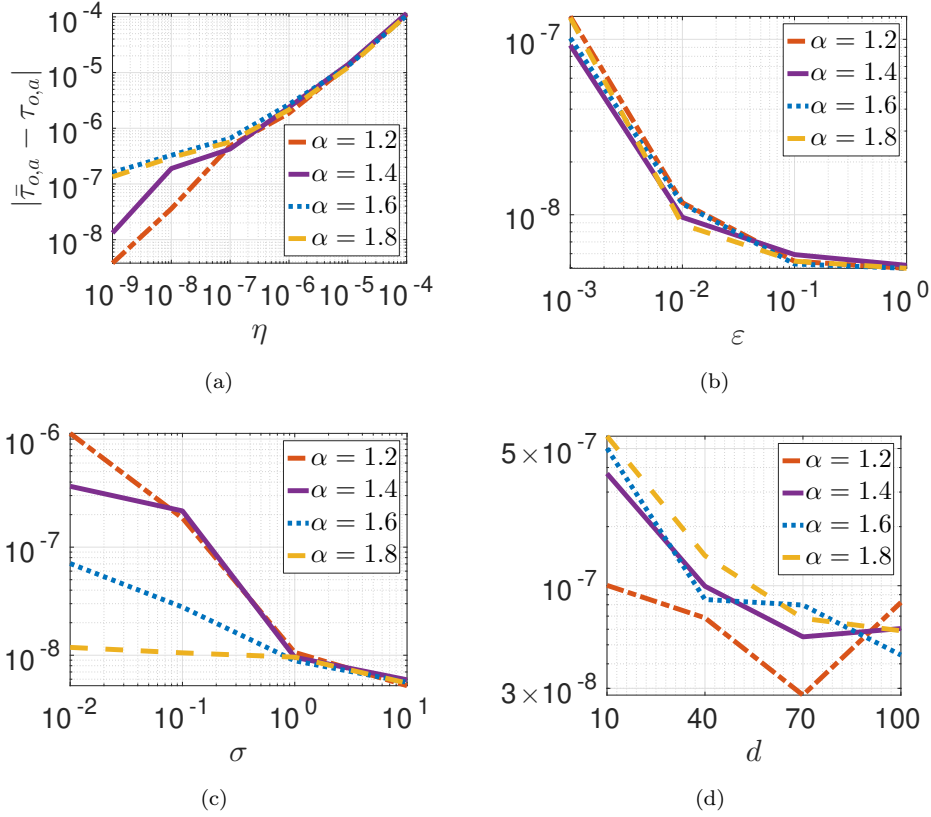 10^-4
10^-5
10^-6
10^-7
10^-8
|\bar{\bar{τ}}_{o,a} − τ_{o,a}|
α = 1.2
α = 1.4
α = 1.6
α = 1.8
10^-9 10^-8 10^-7 10^-6 10^-5 10^-4
η
(a)
10^-7
10^-8
α = 1.2
α = 1.4
α = 1.6
α = 1.8
10^-3 10^-2 10^-1 10^0
ε
(b)
10^-6
10^-7
10^-8
α = 1.2
α = 1.4
α = 1.6
α = 1.8
10^-2 10^-1 10^0 10^1
σ
(c)
5×10^-7
10^-7
3×10^-8
α = 1.2
α = 1.4
α = 1.6
α = 1.8
10 40 70 100
d
(d)